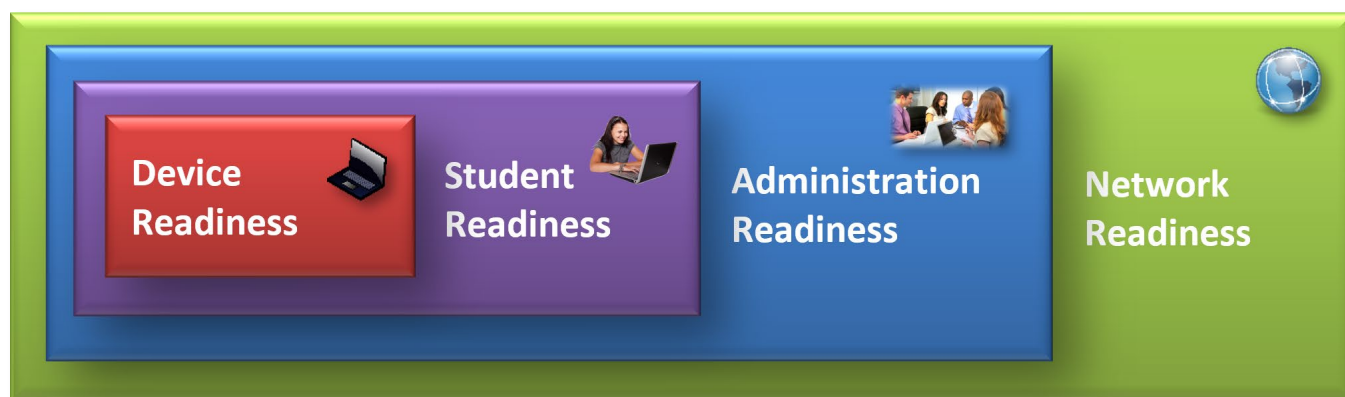 Device
Readiness
Student
Readiness
Administration
Readiness
Network
Readiness